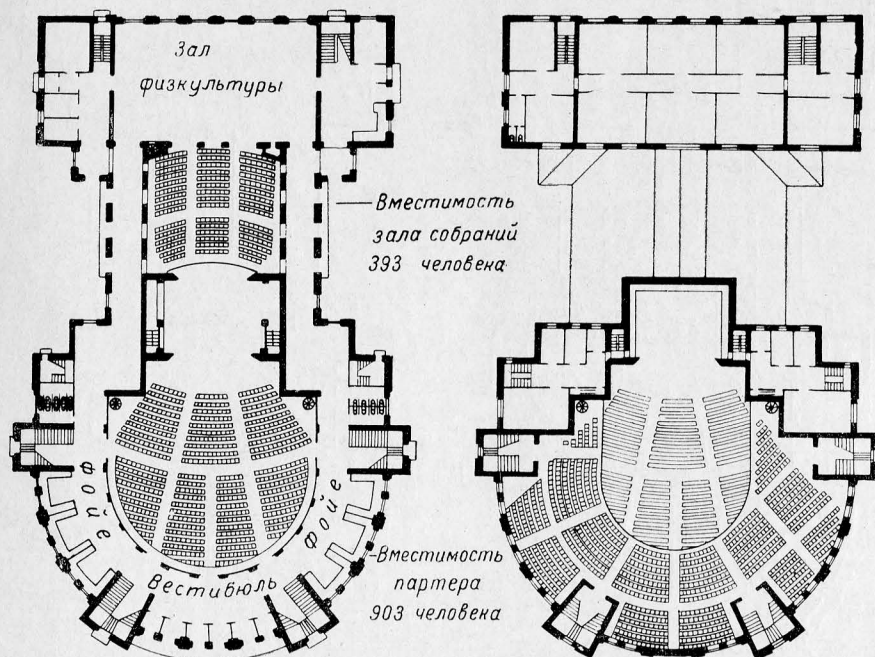 Зал
физкультуры
Вместимость
зала собраний
393 человека
фойе
фойе
Вестибюль
Вместимость
партера
903 человека